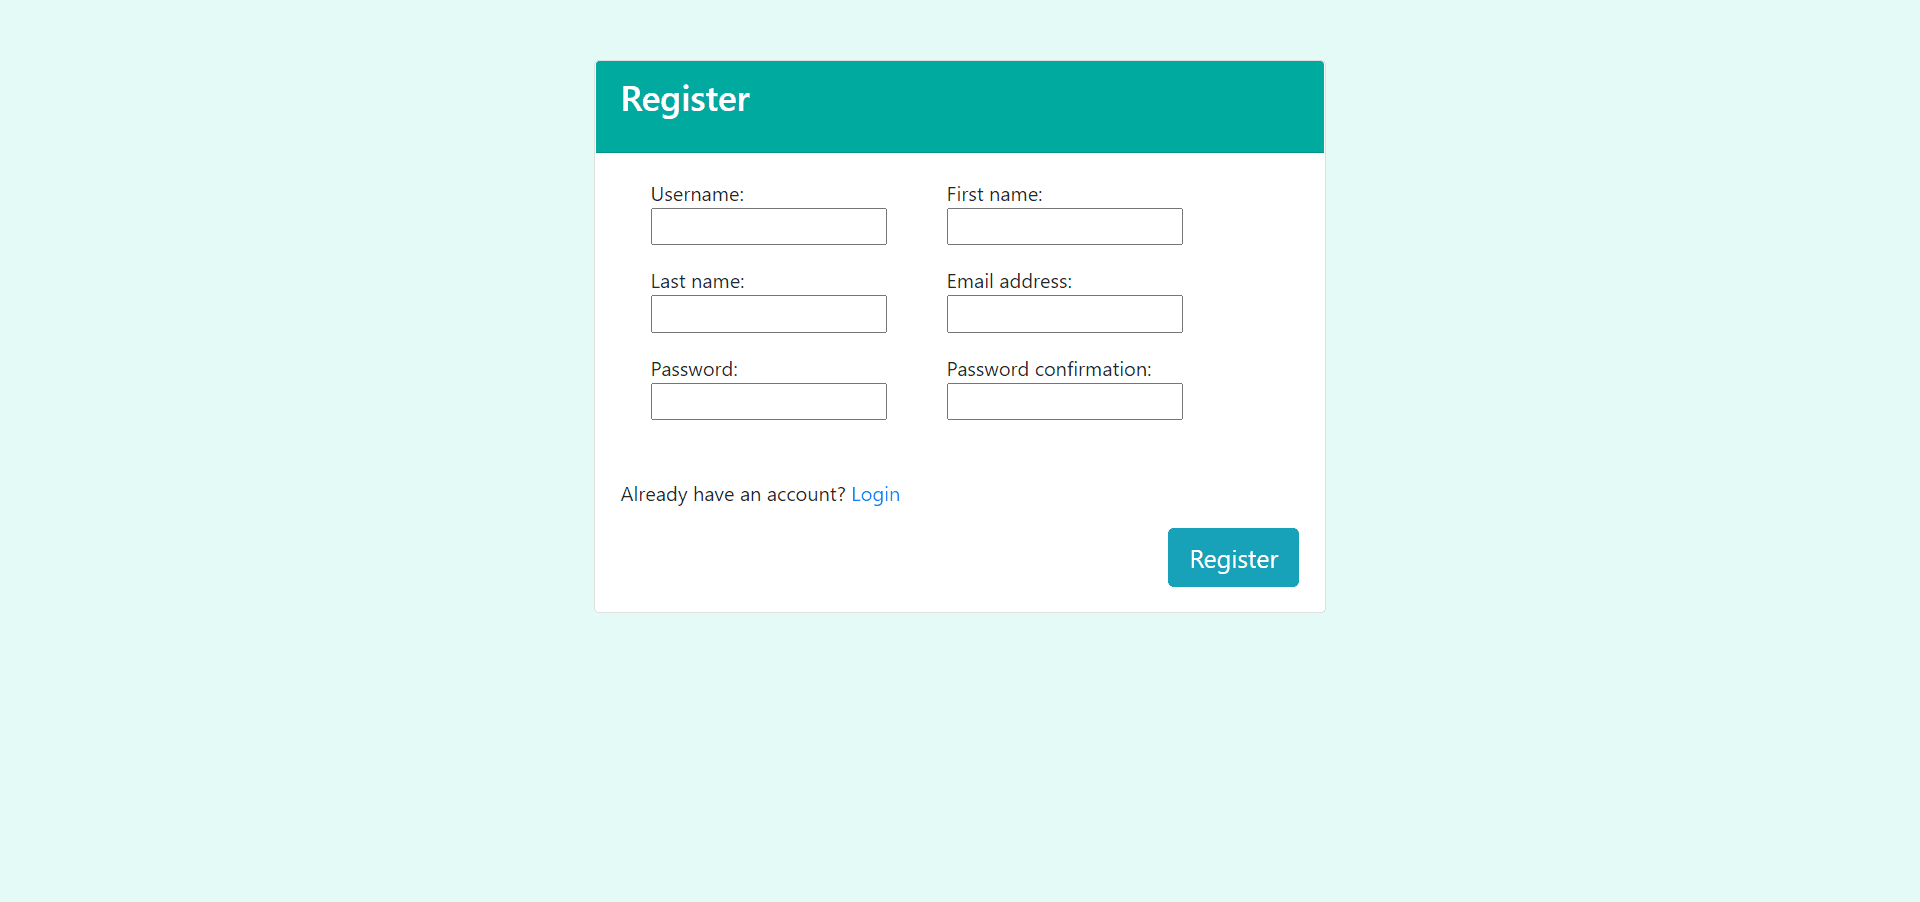 Register
Username: First name:
Last name: Email address:
Password: Password confirmation:
Already have an account? Login
Register